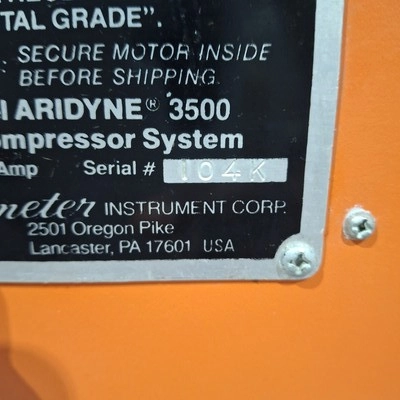 TAL GRADE".
. SECURE MOTOR INSIDE
BEFORE SHIPPING.
ARIDYNE® 3500
ompressor System
Amp Serial # 104K
meter INSTRUMENT CORP.
2501 Oregon Pike
Lancaster, PA 17601 USA